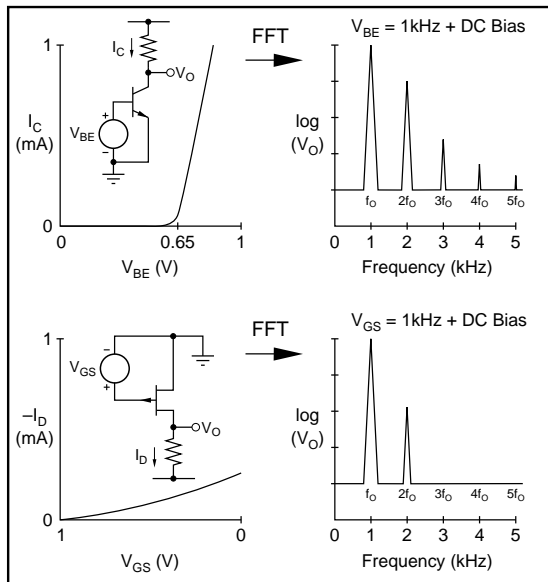 1
I_C
(mA)
0
0
0.65
1
V_BE (V)
I_C
V_O
+
V_BE
−
FFT
V_BE = 1kHz + DC Bias
log
(V_O)
f_O 2f_O 3f_O 4f_O 5f_O
0 1 2 3 4 5
Frequency (kHz)
1
−I_D
(mA)
0
1
0
V_GS (V)
−
V_GS
+
V_O
I_D
FFT
V_GS = 1kHz + DC Bias
log
(V_O)
f_O 2f_O 3f_O 4f_O 5f_O
0 1 2 3 4 5
Frequency (kHz)